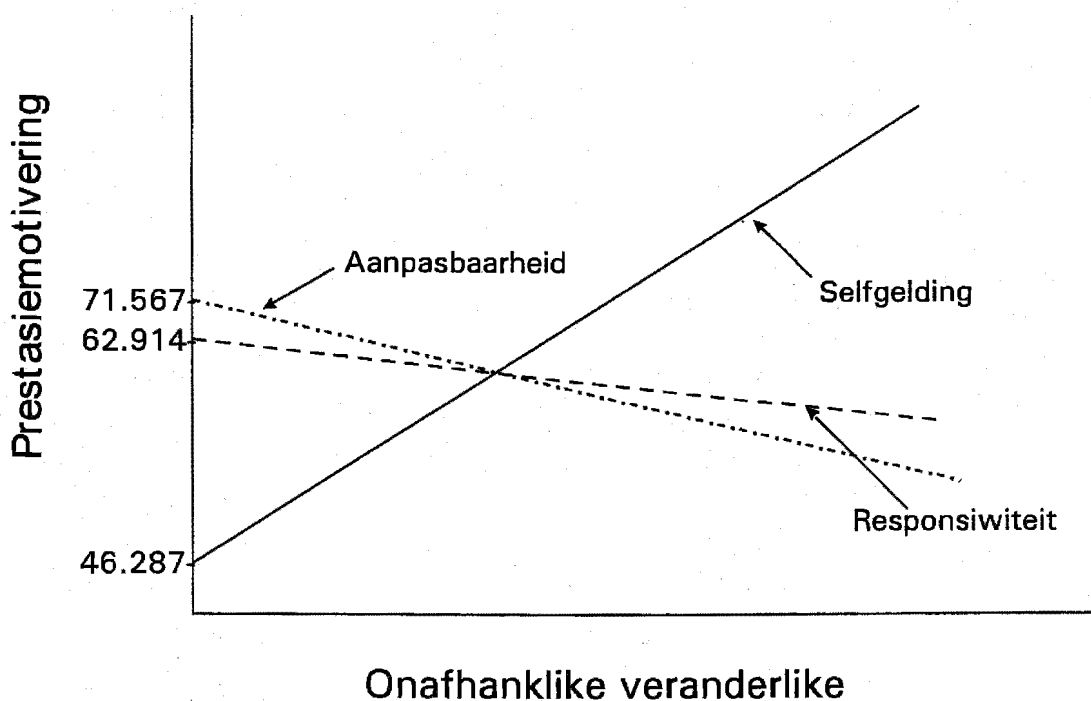 Prestasiemotivering
Aanpasbaarheid
Selfgelding
71.567
62.914
Responsiwiteit
46.287
Onafhanklike veranderlike